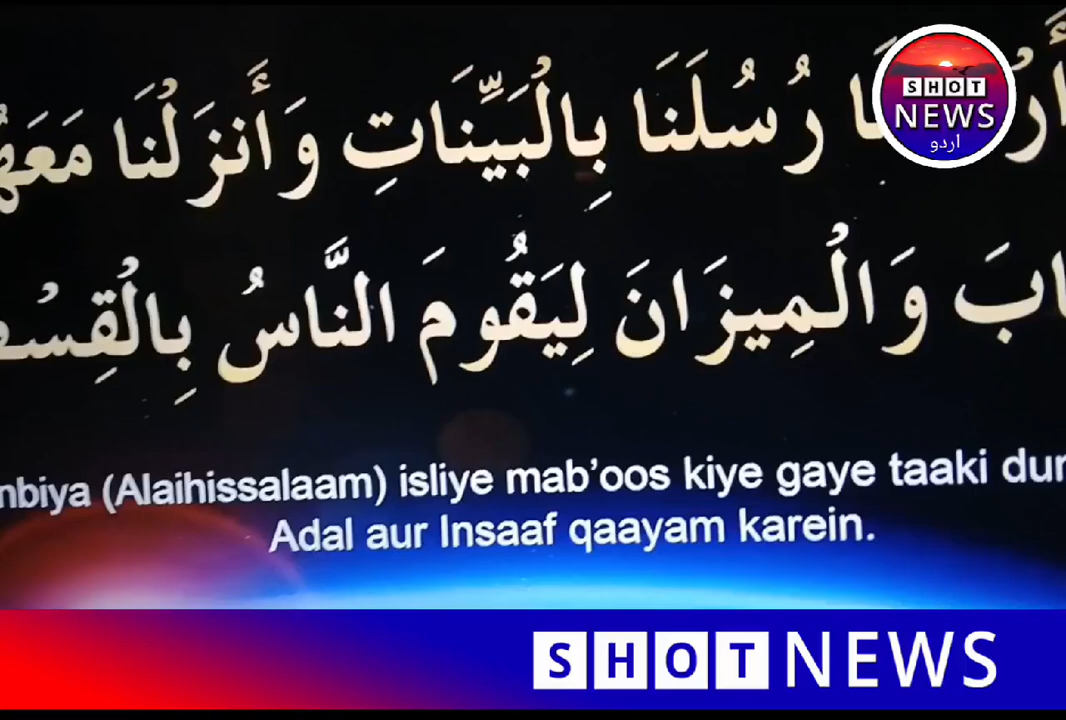 رُسُلَنَا بِالْبَيِّنَاتِ وَأَنزَلْنَا
وَالْمِيزَانَ لِيَقُومَ النَّاسُ
(Alaihissalaam) isliye mab’oos kiye gaye taaki
Adal aur Insaaf qaayam karein.
SHOT
NEWS
اردو
SHOT NEWS